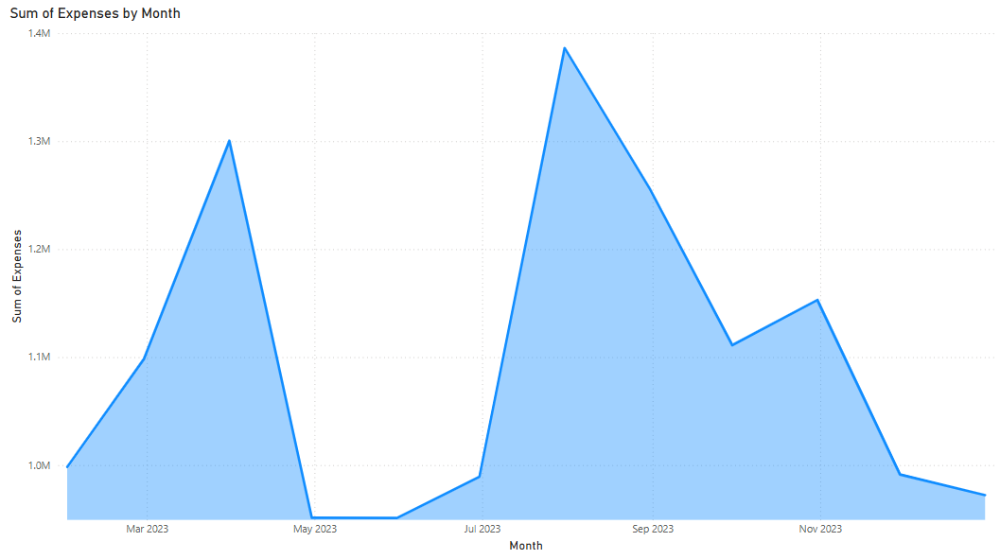 Sum of Expenses by Month
1.4M
1.3M
1.2M
1.1M
1.0M
Sum of Expenses
Mar 2023
May 2023
Jul 2023
Sep 2023
Nov 2023
Month